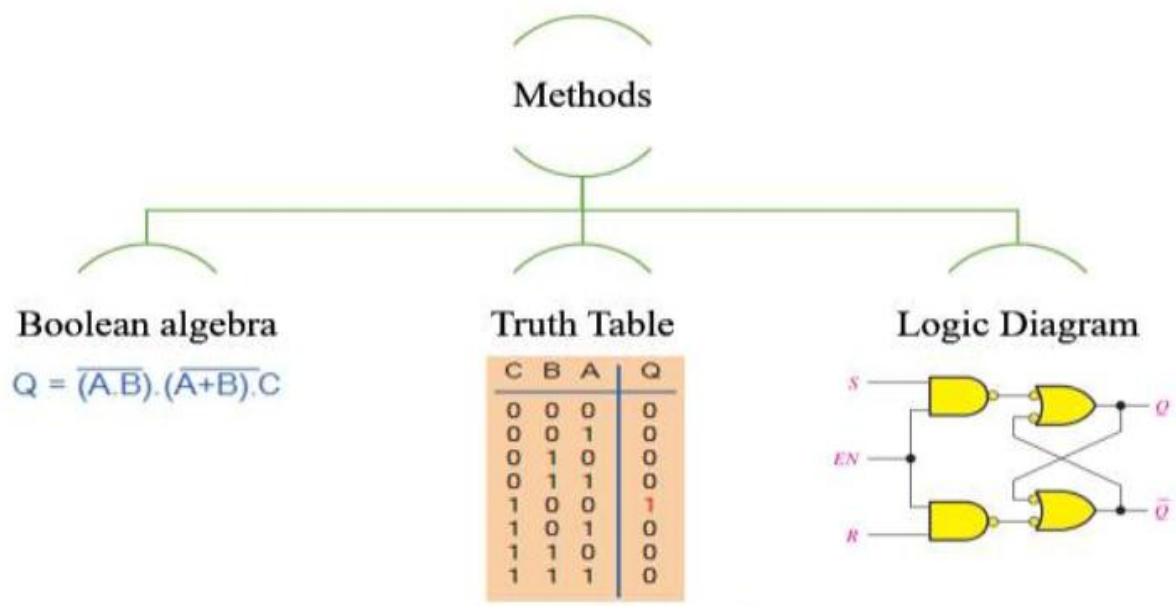 Methods
Boolean algebra
Q = (A̅.̅B̅)̅.(A̅+̅B̅)̅.C
Truth Table
C B A Q
0 0 0 0
0 0 1 0
0 1 0 0
0 1 1 0
1 0 0 1
1 0 1 0
1 1 0 0
1 1 1 0
Logic Diagram
S
Q
EN
R
Q̅